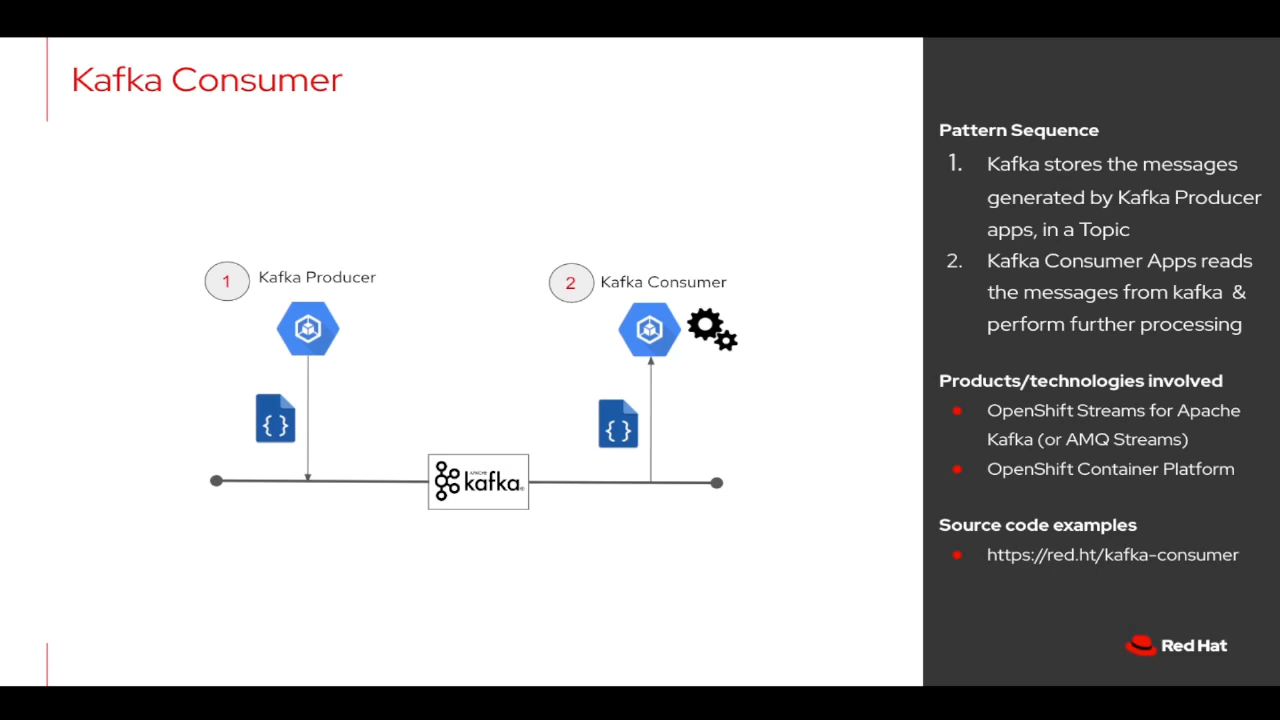 Kafka Consumer
1
Kafka Producer
2
Kafka Consumer
{ }
{ }
APACHE
kafka
Pattern Sequence
1. Kafka stores the messages
generated by Kafka Producer
apps, in a Topic
2. Kafka Consumer Apps reads
the messages from kafka &
perform further processing
Products/technologies involved
OpenShift Streams for Apache
Kafka (or AMQ Streams)
OpenShift Container Platform
Source code examples
https://red.ht/kafka-consumer
Red Hat